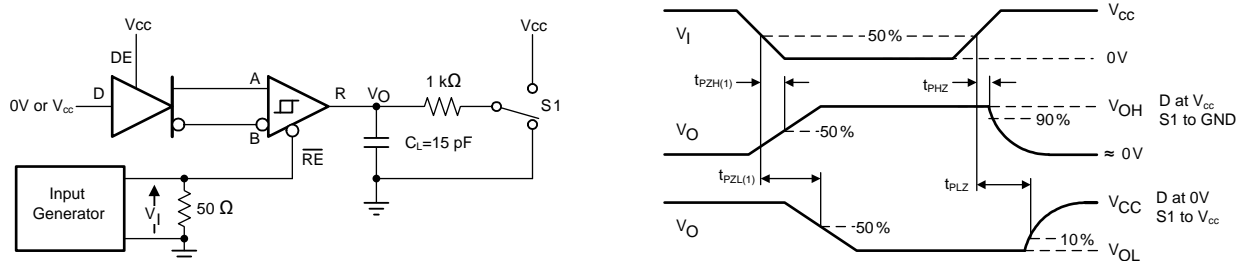 Vcc
DE
D
0V or Vcc
A
B
R
RE
VO
1 kΩ
CL=15 pF
Vcc
S1
Input
Generator
VI
50 Ω
VI
50%
Vcc
0V
tPZH(1)
tPHZ
VO
50%
VOH
90%
≈ 0V
D at Vcc
S1 to GND
tPZL(1)
tPLZ
VO
50%
VCC
10%
VOL
D at 0V
S1 to Vcc